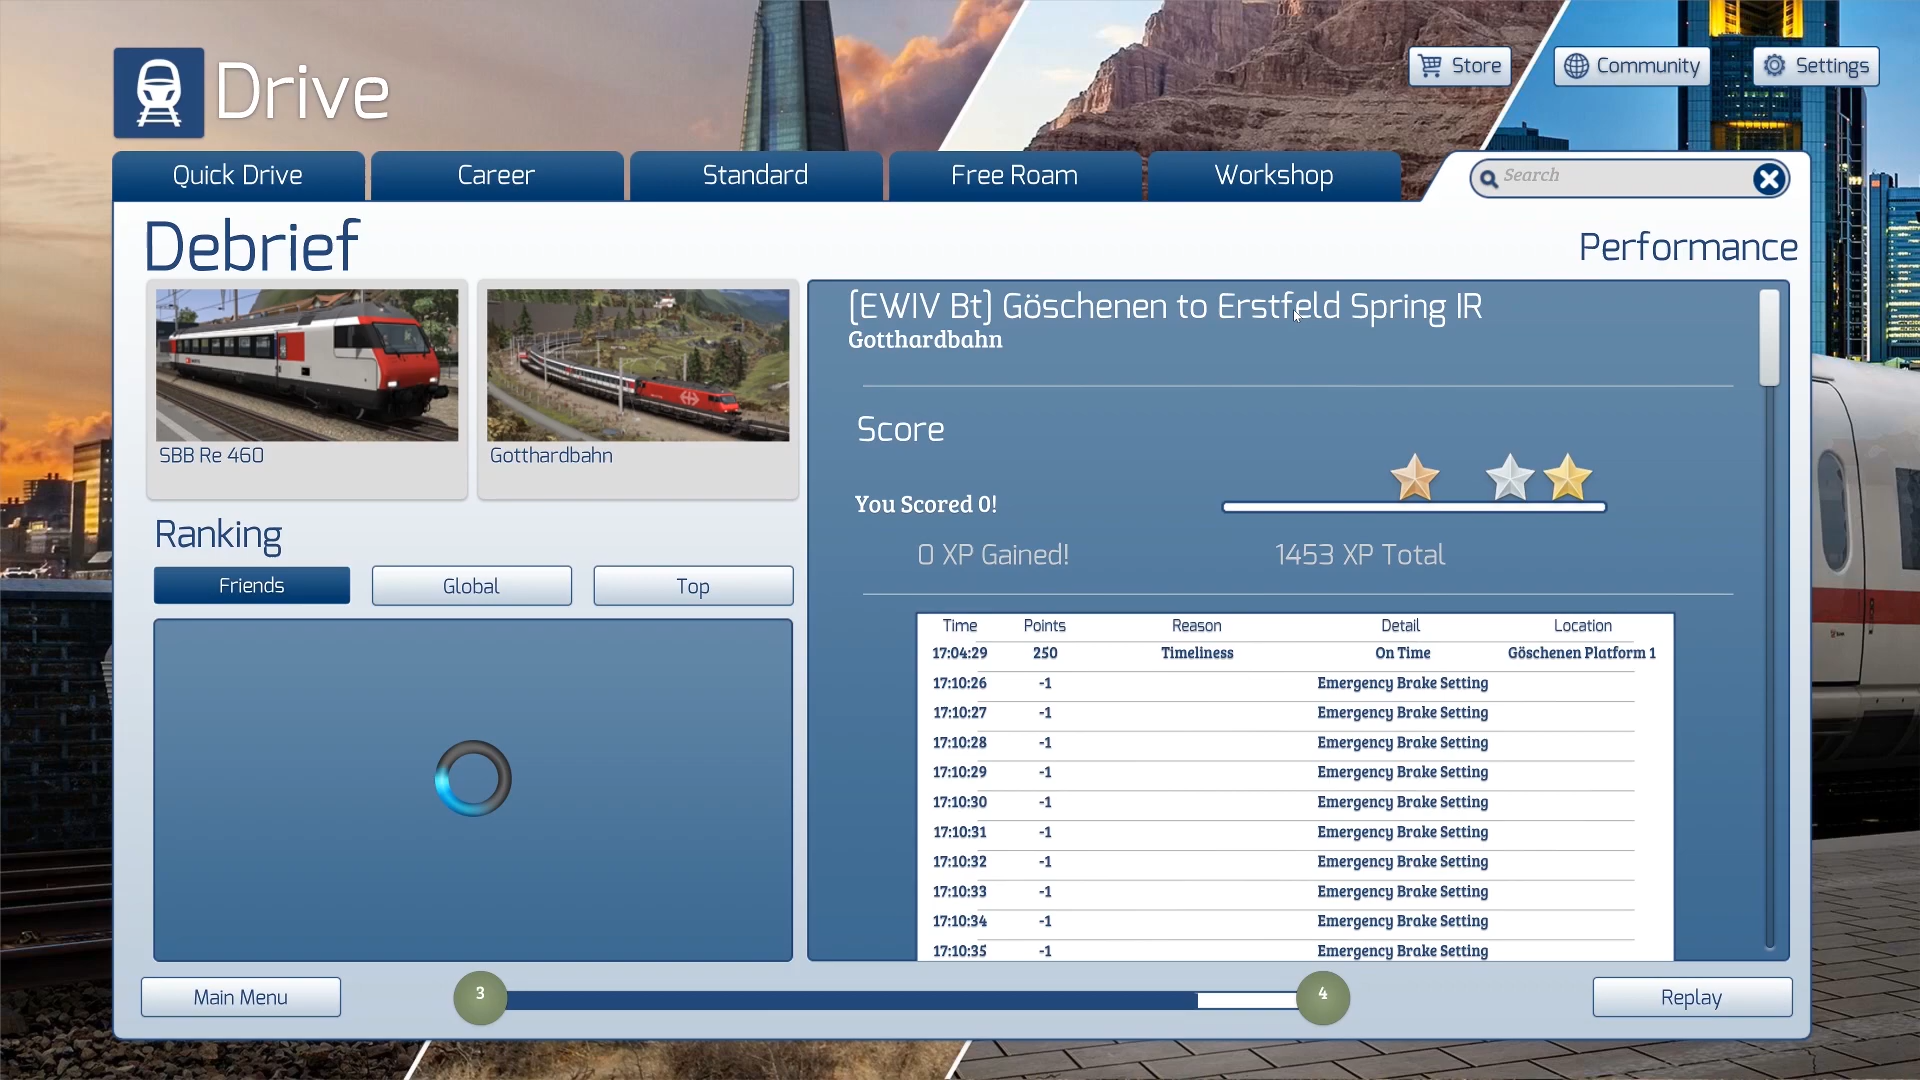 Drive
Store
Community
Settings
Quick Drive
Career
Standard
Free Roam
Workshop
Search
Debrief
Performance
SBB Re 460
Gotthardbahn
Ranking
Friends
Global
Top
[EWIV Bt] Göschenen to Erstfeld Spring IR
Gotthardbahn
Score
You Scored 0!
0 XP Gained!
1453 XP Total
Time Points Reason Detail Location
17:04:29 250 Timeliness On Time Göschenen Platform 1
17:10:26 -1 Emergency Brake Setting
17:10:27 -1 Emergency Brake Setting
17:10:28 -1 Emergency Brake Setting
17:10:29 -1 Emergency Brake Setting
17:10:30 -1 Emergency Brake Setting
17:10:31 -1 Emergency Brake Setting
17:10:32 -1 Emergency Brake Setting
17:10:33 -1 Emergency Brake Setting
17:10:34 -1 Emergency Brake Setting
17:10:35 -1 Emergency Brake Setting
Main Menu
3
4
Replay